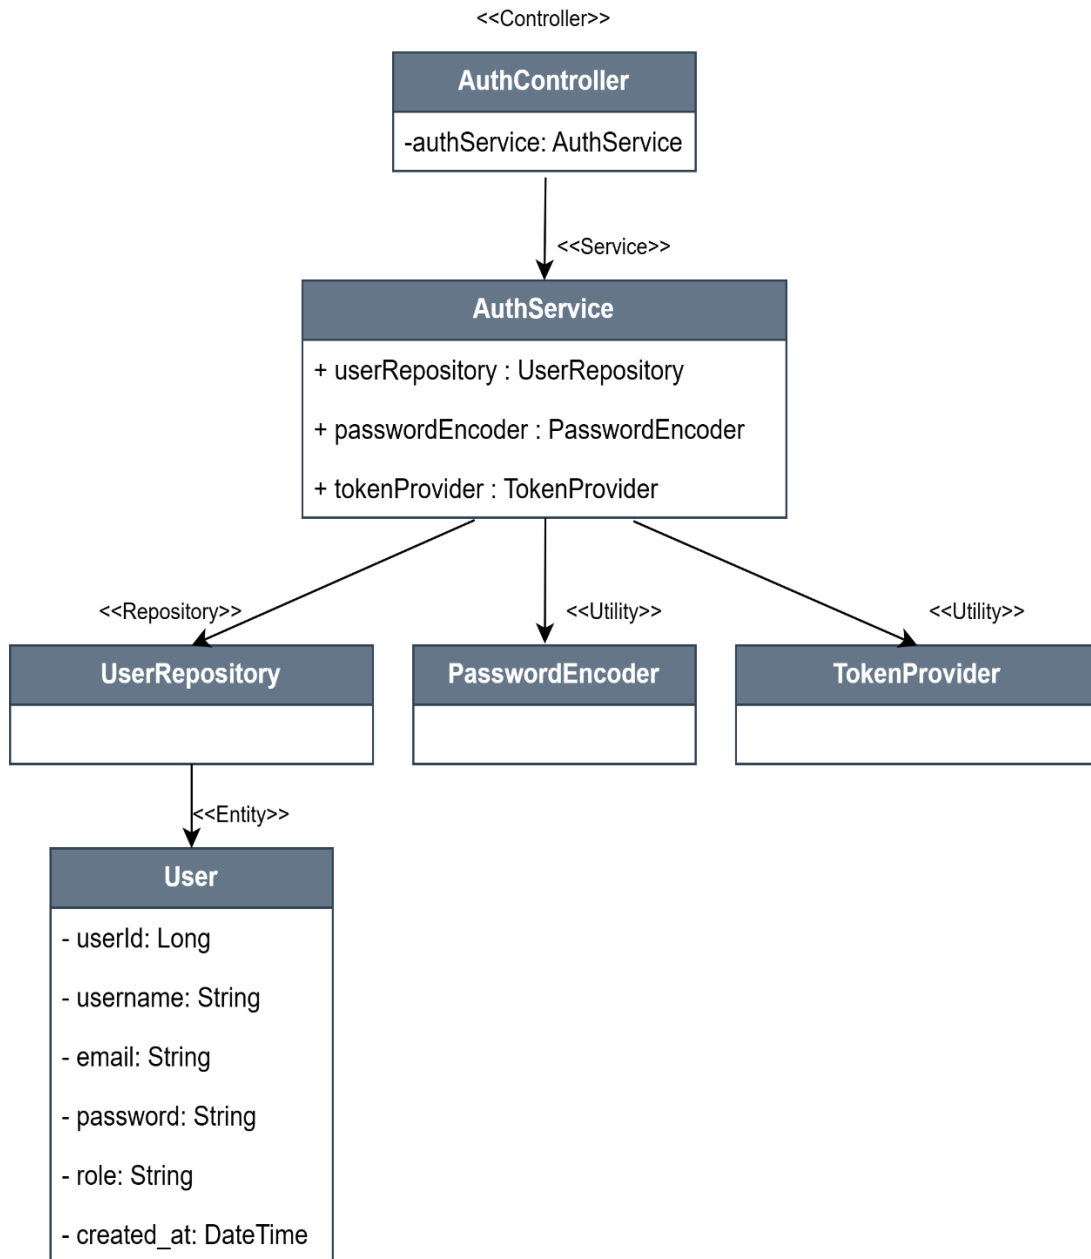 <<Controller>>
AuthController
-authService: AuthService
<<Service>>
AuthService
+ userRepository : UserRepository
+ passwordEncoder : PasswordEncoder
+ tokenProvider : TokenProvider
<<Repository>>
<<Utility>>
<<Utility>>
UserRepository
PasswordEncoder
TokenProvider
<<Entity>>
User
- userId: Long
- username: String
- email: String
- password: String
- role: String
- created_at: DateTime